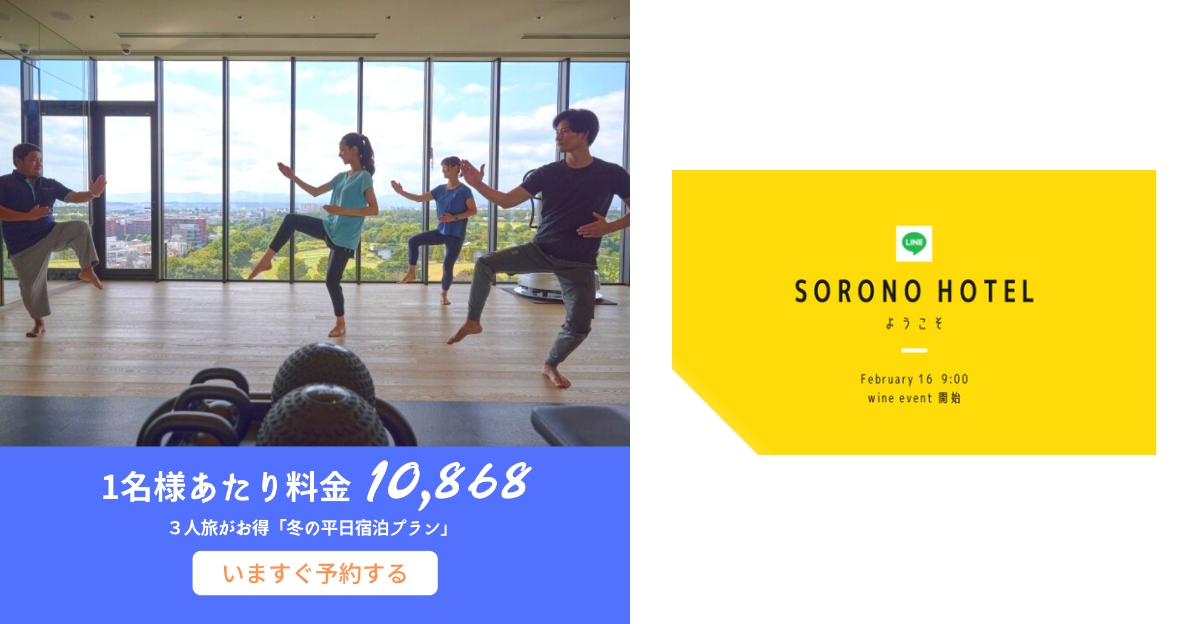 1名様あたり料金 10,868
３人旅がお得「冬の平日宿泊プラン」
いますぐ予約する
LINE
SORONO HOTEL
ようこそ
February 16 9:00
wine event 開始